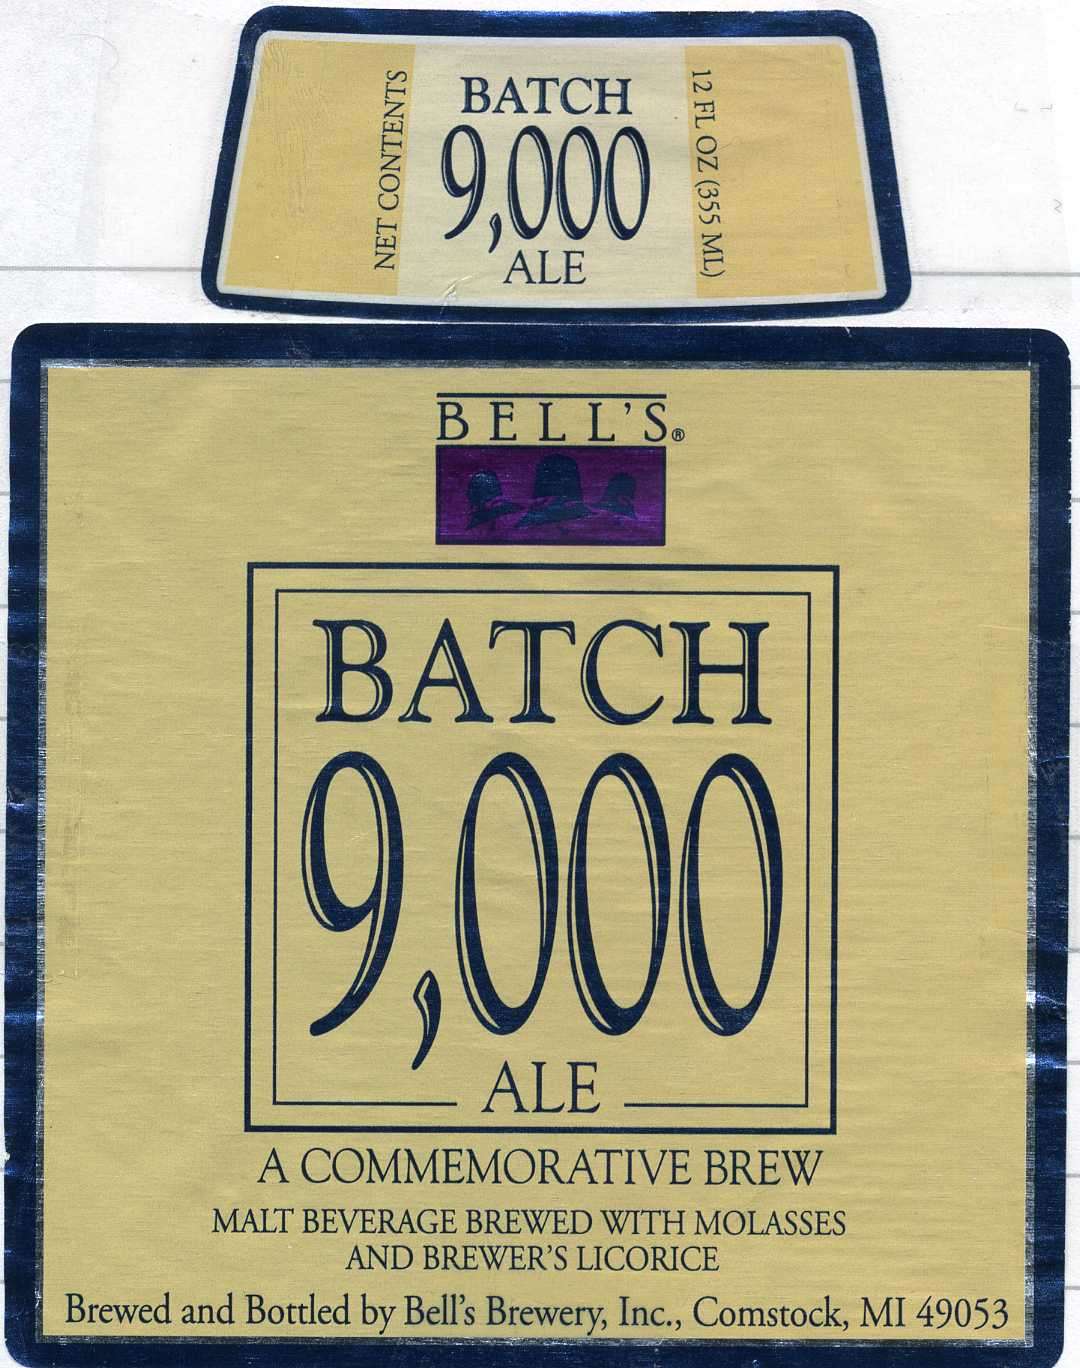 NET CONTENTS
BATCH
9,000
ALE
12 FL OZ (355 ML)
BELL'S®
BATCH
9,000
ALE
A COMMEMORATIVE BREW
MALT BEVERAGE BREWED WITH MOLASSES
AND BREWER'S LICORICE
Brewed and Bottled by Bell's Brewery, Inc., Comstock, MI 49053